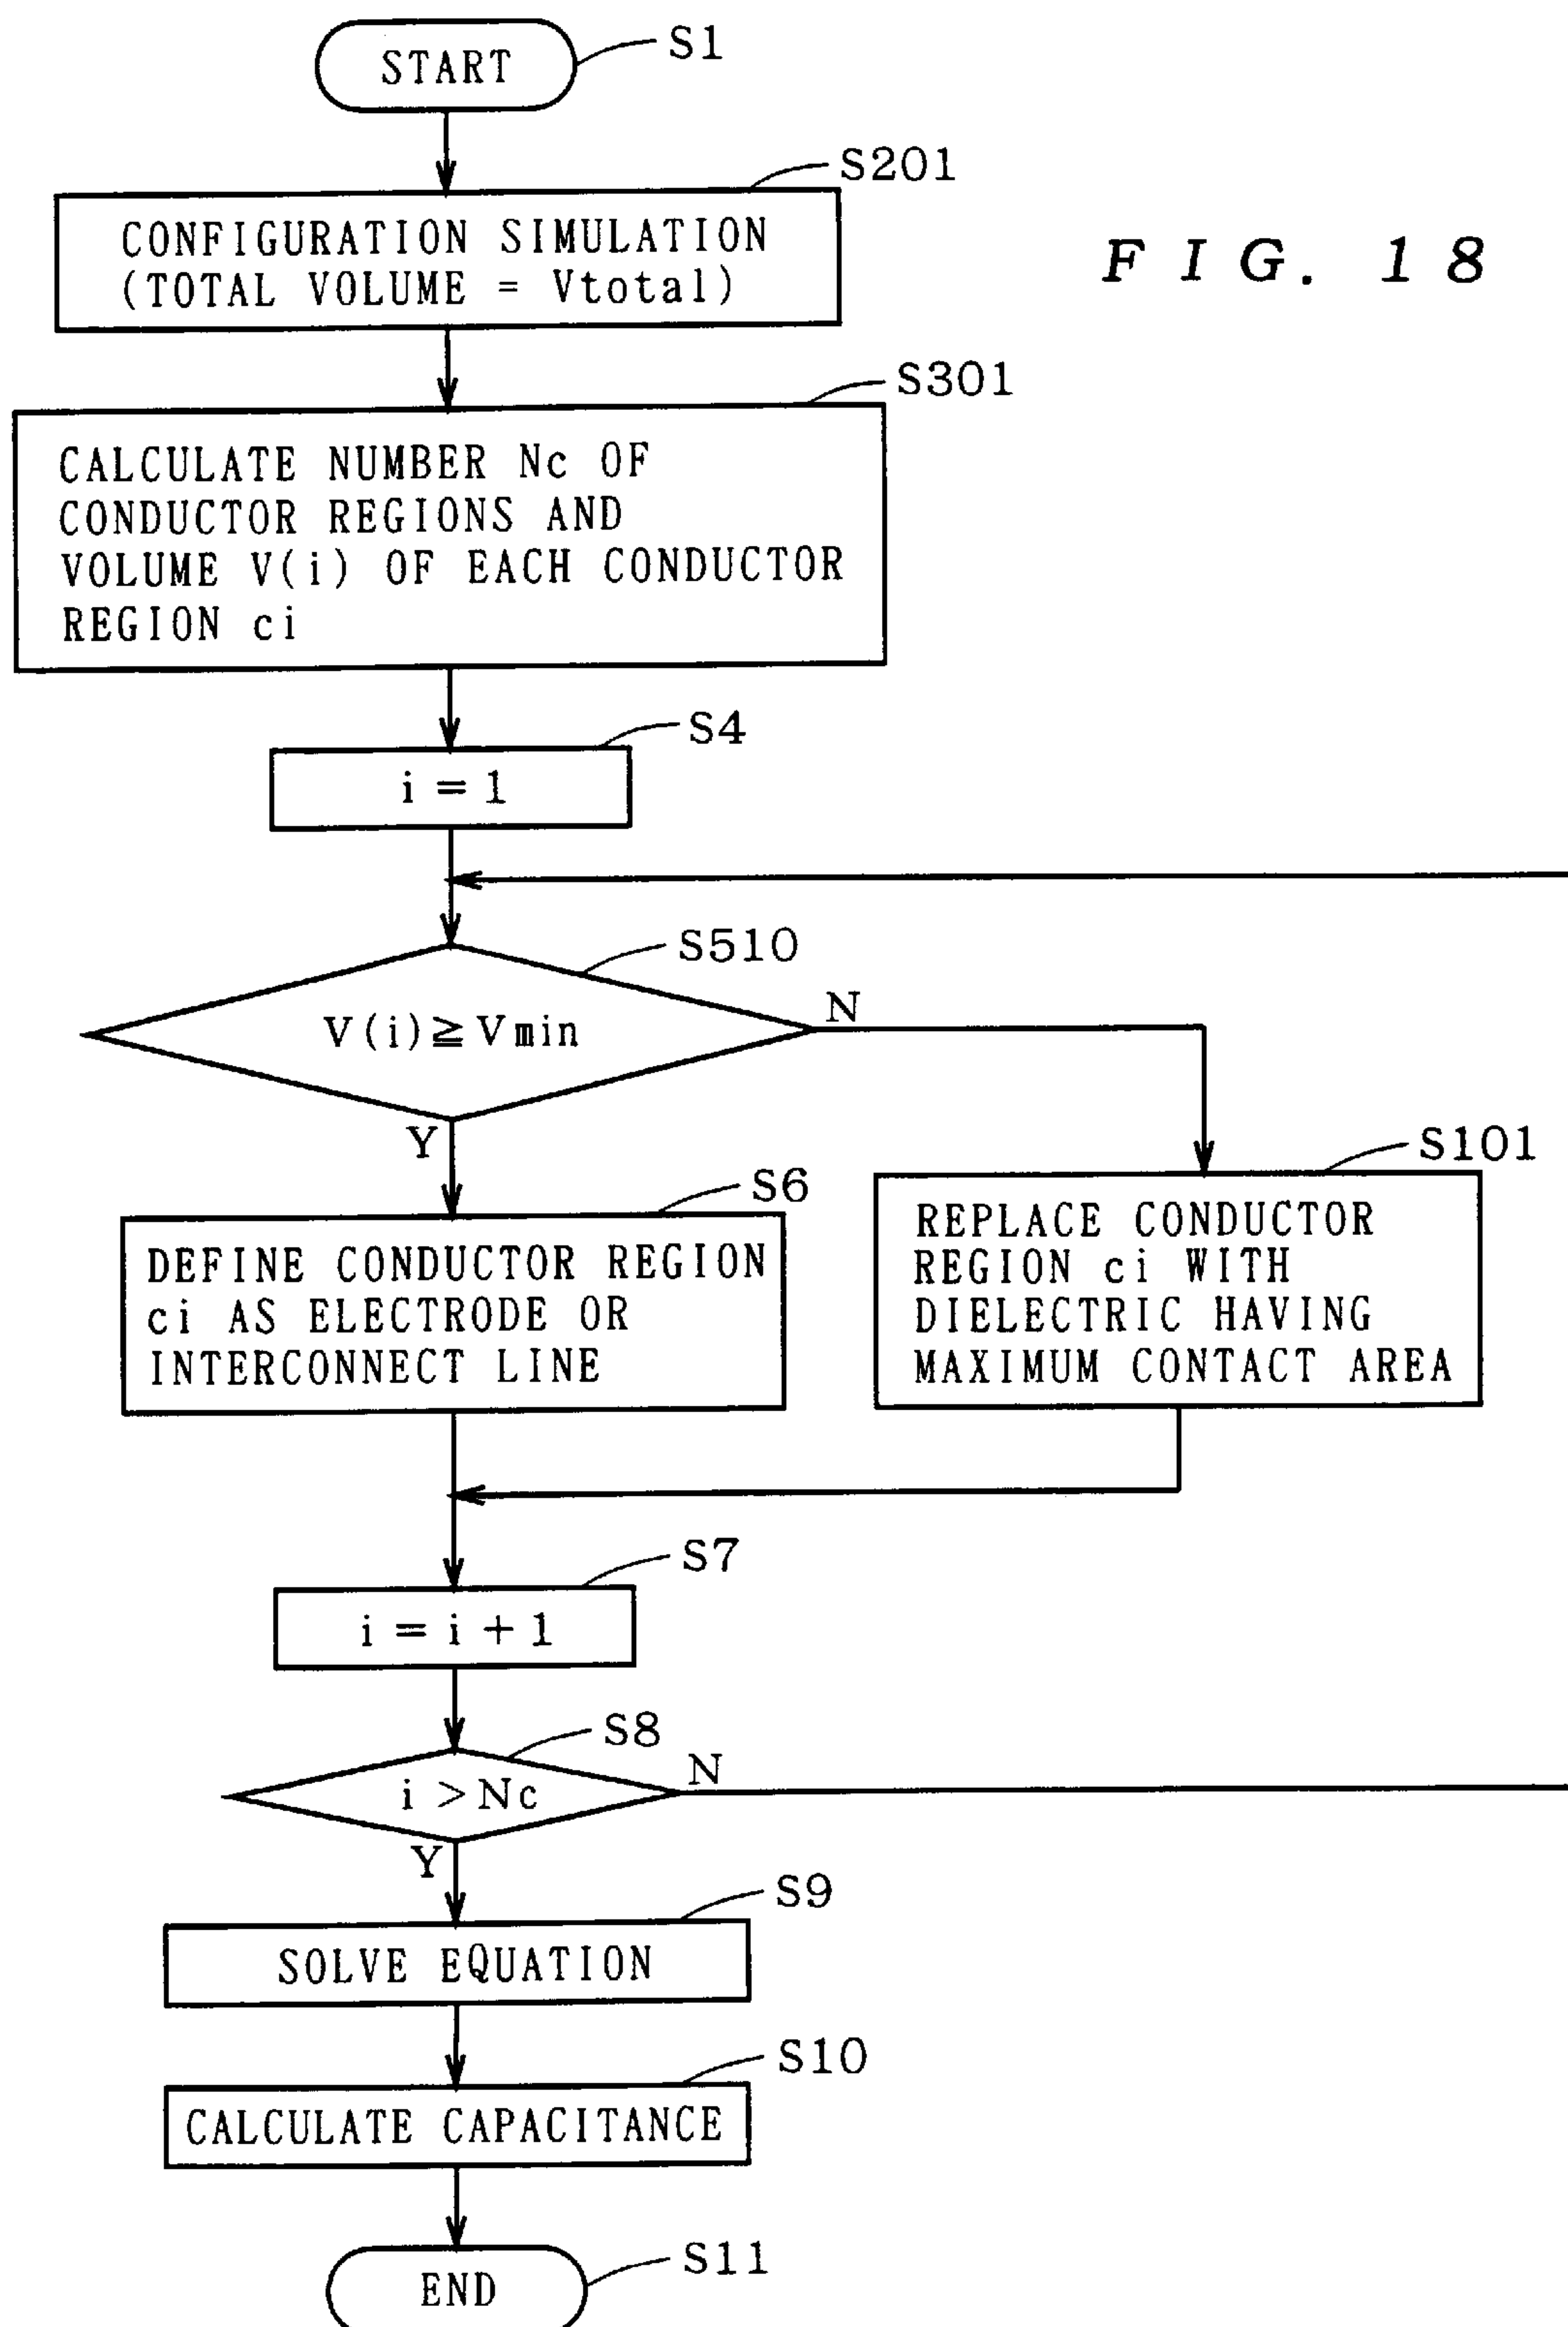 START
S1
S201
CONFIGURATION SIMULATION
(TOTAL VOLUME = Vtotal)
FIG. 18
S301
CALCULATE NUMBER Nc OF
CONDUCTOR REGIONS AND
VOLUME V(i) OF EACH CONDUCTOR
REGION ci
S4
i = 1
S510
V(i)≧Vmin
N
Y
S101
S6
REPLACE CONDUCTOR
REGION ci WITH
DIELECTRIC HAVING
MAXIMUM CONTACT AREA
DEFINE CONDUCTOR REGION
ci AS ELECTRODE OR
INTERCONNECT LINE
S7
i = i + 1
S8
i > Nc
N
Y
S9
SOLVE EQUATION
S10
CALCULATE CAPACITANCE
S11
END